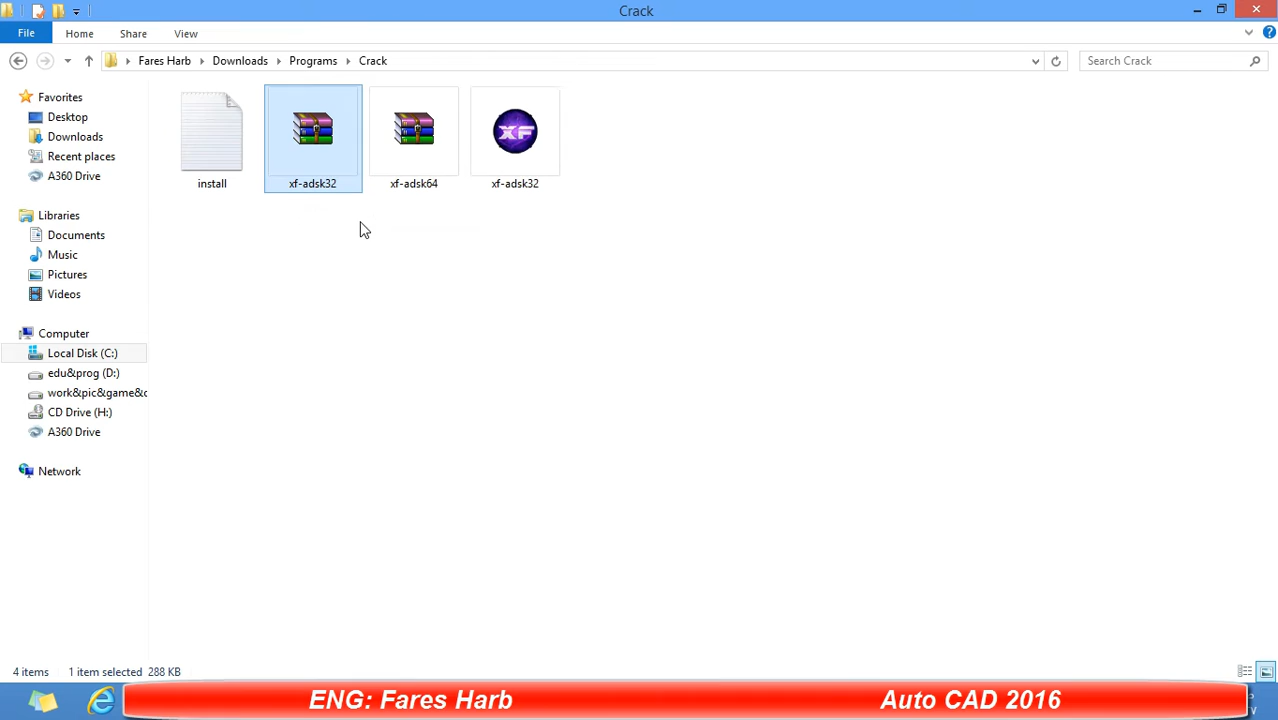 Crack
File Home Share View
Fares Harb Downloads Programs Crack
Search Crack
Favorites
Desktop
Downloads
Recent places
A360 Drive
Libraries
Documents
Music
Pictures
Videos
Computer
Local Disk (C:)
edu&prog (D:)
work&pic&game&c
CD Drive (H:)
A360 Drive
Network
XF
install xf-adsk32 xf-adsk64 xf-adsk32
4 items 1 item selected 288 KB
ENG: Fares Harb Auto CAD 2016